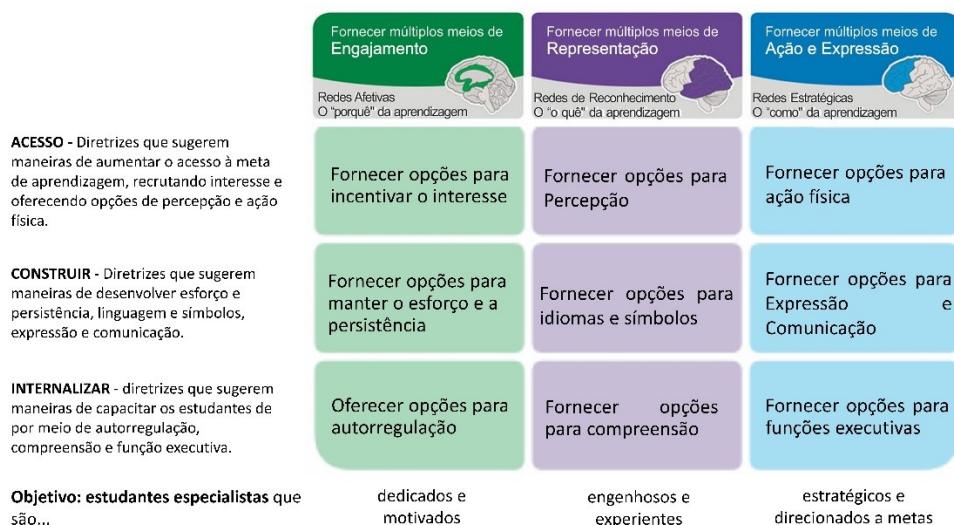 Fornecer múltiplos meios de
Engajamento
Redes Afetivas
O "porquê" da aprendizagem
Fornecer múltiplos meios de
Representação
Redes de Reconhecimento
O "o quê" da aprendizagem
Fornecer múltiplos meios de
Ação e Expressão
Redes Estratégicas
O "como" da aprendizagem
ACESSO - Diretrizes que sugerem
maneiras de aumentar o acesso à meta
de aprendizagem, recrutando interesse e
oferecendo opções de percepção e ação
física.
Fornecer opções para
incentivar o interesse
Fornecer opções para
Percepção
Fornecer opções para
ação física
CONSTRUIR - Diretrizes que sugerem
maneiras de desenvolver esforço e
persistência, linguagem e símbolos,
expressão e comunicação.
Fornecer opções para
manter o esforço e a
persistência
Fornecer opções para
idiomas e símbolos
Fornecer opções para
Expressão e
Comunicação
INTERNALIZAR - diretrizes que sugerem
maneiras de capacitar os estudantes de
por meio de autorregulação,
compreensão e função executiva.
Oferecer opções para
autorregulação
Fornecer opções
para compreensão
Fornecer opções para
funções executivas
Objetivo: estudantes especialistas que
são...
dedicados e
motivados
engenhosos e
experientes
estratégicos e
direcionados a metas